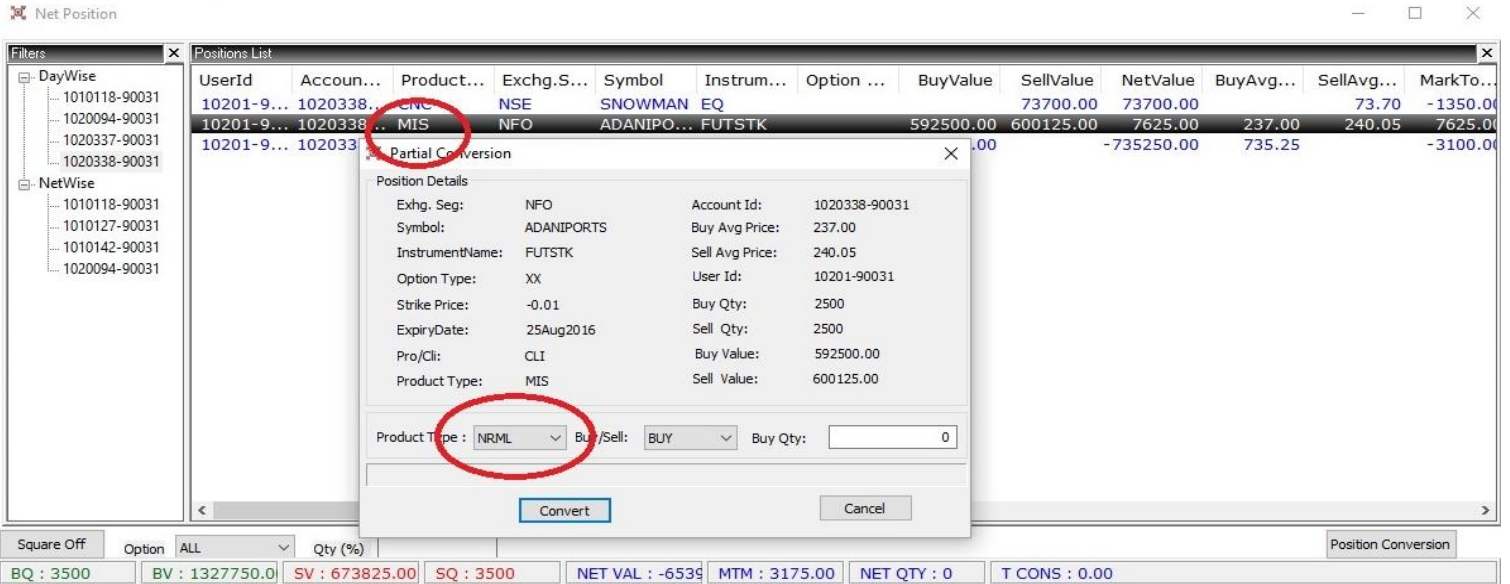 Net Position
Filters
Positions List
DayWise
1010118-90031
1020094-90031
1020337-90031
1020338-90031
NetWise
1010118-90031
1010127-90031
1010142-90031
1020094-90031
UserId Accoun... Product... Exchg.S... Symbol Instrum... Option ... BuyValue SellValue NetValue BuyAvg... SellAvg... MarkTo...
10201-9... 1020338... CNC NSE SNOWMAN EQ 73700.00 73700.00 73.70 -1350.00
10201-9... 1020338... MIS NFO ADANIPO... FUTSTK 592500.00 600125.00 7625.00 237.00 240.05 7625.00
10201-9... 102033 .00 -735250.00 735.25 -3100.00
Partial Conversion
Position Details
Exhg. Seg: NFO Account Id: 1020338-90031
Symbol: ADANIPORTS Buy Avg Price: 237.00
InstrumentName: FUTSTK Sell Avg Price: 240.05
Option Type: XX User Id: 10201-90031
Strike Price: -0.01 Buy Qty: 2500
ExpiryDate: 25Aug2016 Sell Qty: 2500
Pro/Cli: CLI Buy Value: 592500.00
Product Type: MIS Sell Value: 600125.00
Product Type : NRML Buy/Sell: BUY Buy Qty: 0
Convert Cancel
Square Off Option ALL Qty (%) Position Conversion
BQ : 3500 BV : 1327750.0 SV : 673825.00 SQ : 3500 NET VAL : -6539 MTM : 3175.00 NET QTY : 0 T CONS : 0.00